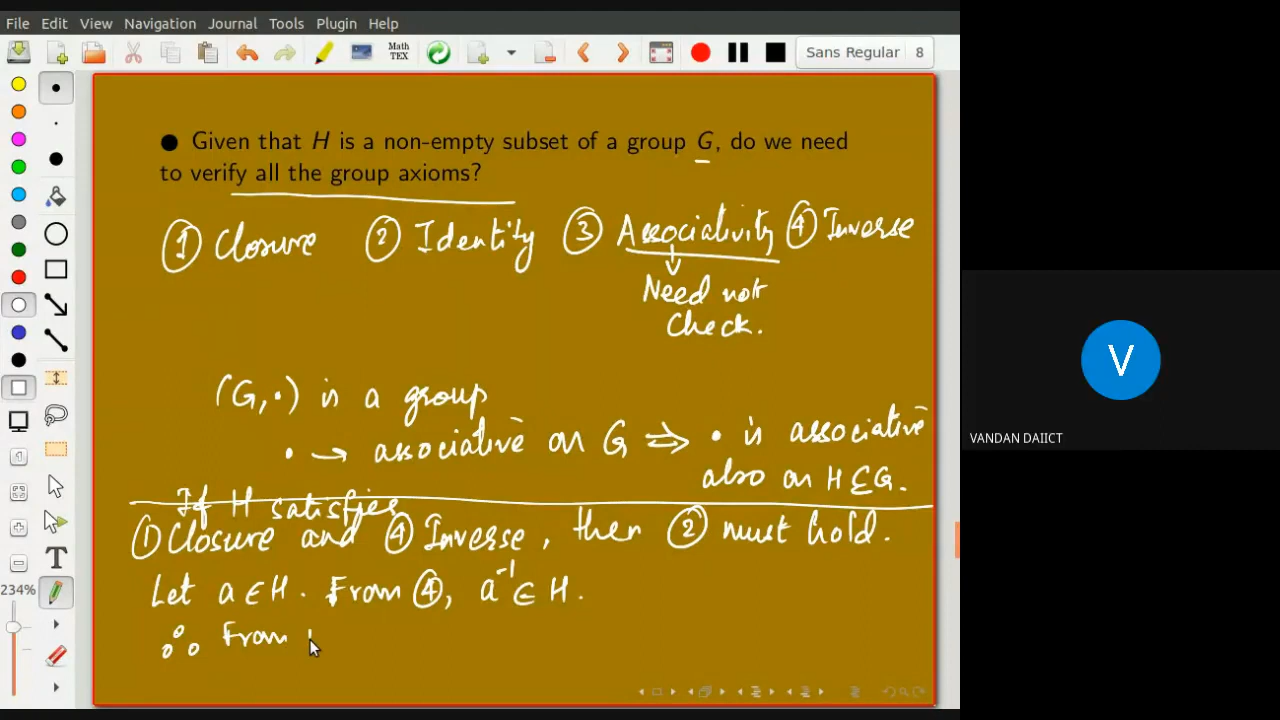 File Edit View Navigation Journal Tools Plugin Help
Math TEX
Sans Regular 8
● Given that H is a non-empty subset of a group G, do we need
to verify all the group axioms?
① Closure ② Identity ③ Associativity ④ Inverse
↓
Need not
Check.
(G, •) is a group
• → associative on G ⇒ • is associative
also on H ⊆ G.
If H satisfies
① Closure and ④ Inverse, then ② must hold.
Let a ∈ H. From ④, a⁻¹ ∈ H.
∴ From
234%
V
VANDAN DAIICT